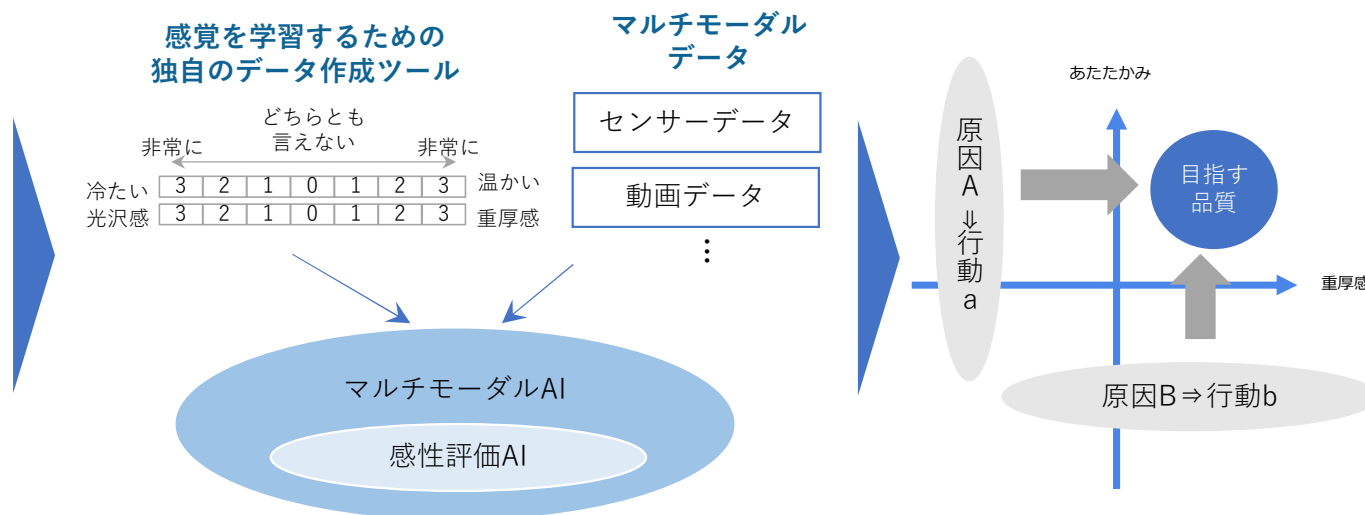 感覚を学習するための
独自のデータ作成ツール
どちらとも
言えない
非常に
非常に
冷たい 3 2 1 0 1 2 3 温かい
光沢感 3 2 1 0 1 2 3 重厚感
マルチモーダル
データ
センサーデータ
動画データ
⋮
マルチモーダルAI
感性評価AI
あたたかみ
原因A⇓行動a
目指す
品質
重厚感
原因B⇒行動b